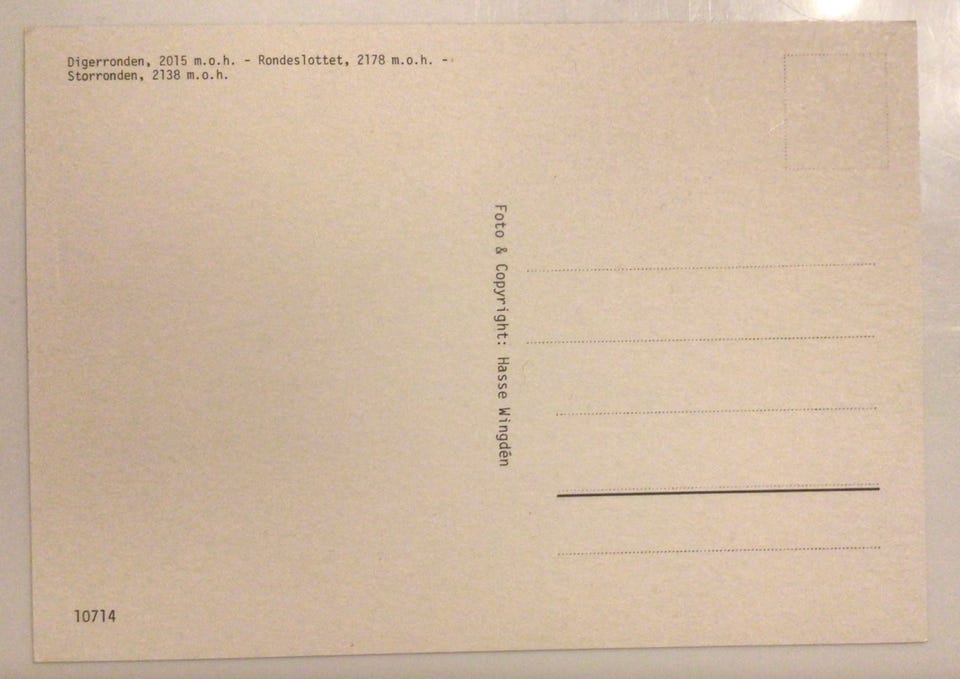 Digerronden, 2015 m.o.h. - Rondeslottet, 2178 m.o.h. -
Storronden, 2138 m.o.h.
Foto & Copyright: Hasse Wingdén
10714